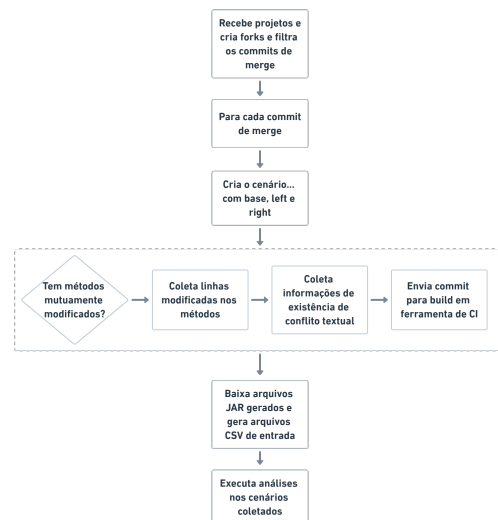 Recebe projetos e
cria forks e filtra
os commits de
merge
Para cada commit
de merge
Cria o cenário...
com base, left e
right
Tem métodos
mutuamente
modificados?
Coleta linhas
modificadas nos
métodos
Coleta
informações de
existência de
conflito textual
Envia commit
para build em
ferramenta de CI
Baixa arquivos
JAR gerados e
gera arquivos
CSV de entrada
Executa análises
nos cenários
coletados